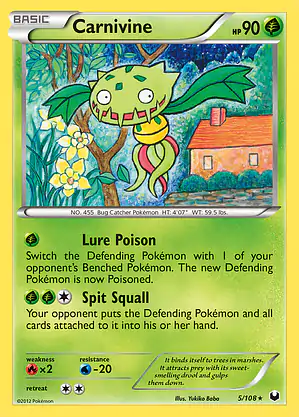 BASIC
Carnivine
HP 90
NO. 455 Bug Catcher Pokémon HT: 4'07" WT: 59.5 lbs.
Lure Poison
Switch the Defending Pokémon with 1 of your
opponent's Benched Pokémon. The new Defending
Pokémon is now Poisoned.
Spit Squall
Your opponent puts the Defending Pokémon and all
cards attached to it into his or her hand.
weakness
×2
resistance
-20
retreat
It binds itself to trees in marshes.
It attracts prey with its sweet-
smelling drool and gulps
them down.
Illus. Yukiko Baba
5/108 ★
©2012 Pokémon